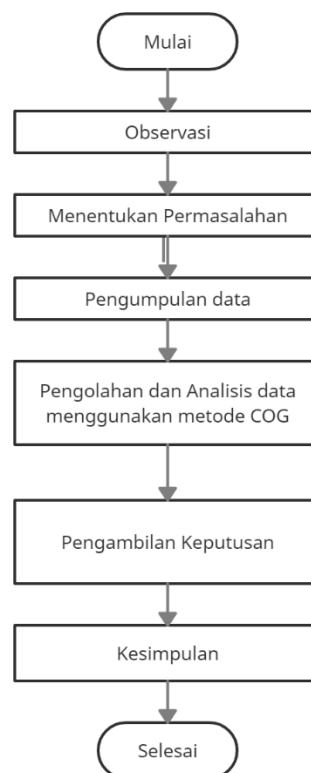 Mulai
Observasi
Menentukan Permasalahan
Pengumpulan data
Pengolahan dan Analisis data
menggunakan metode COG
Pengambilan Keputusan
Kesimpulan
Selesai